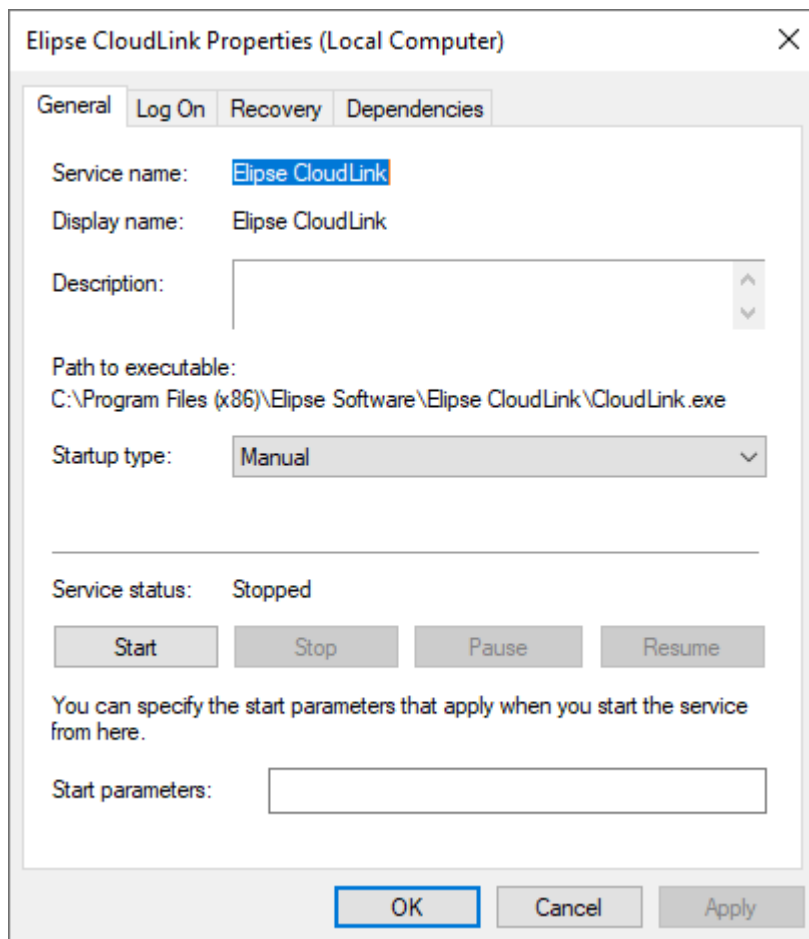 Elipse CloudLink Properties (Local Computer)
General Log On Recovery Dependencies
Service name: Elipse CloudLink
Display name: Elipse CloudLink
Description:
Path to executable:
C:\Program Files (x86)\Elipse Software\Elipse CloudLink\CloudLink.exe
Startup type: Manual
Service status: Stopped
Start Stop Pause Resume
You can specify the start parameters that apply when you start the service
from here.
Start parameters:
OK Cancel Apply